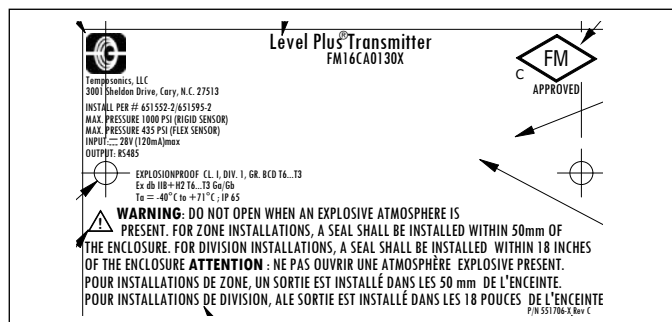 Level Plus® Transmitter
FM16CA0130X
FM
C
APPROVED
Temposonics, LLC
3001 Sheldon Drive, Cary, N.C. 27513
INSTALL PER # 651552-2/651595-2
MAX. PRESSURE 1000 PSI (RIGID SENSOR)
MAX. PRESSURE 435 PSI (FLEX SENSOR)
INPUT:⎓ 28V (120mA)max
OUTPUT: RS485
EXPLOSIONPROOF CL. I, DIV. 1, GR. BCD T6...T3
Ex db IIB+H2 T6...T3 Ga/Gb
Ta = -40°C to +71°C ; IP 65
WARNING: DO NOT OPEN WHEN AN EXPLOSIVE ATMOSPHERE IS
PRESENT. FOR ZONE INSTALLATIONS, A SEAL SHALL BE INSTALLED WITHIN 50mm OF
THE ENCLOSURE. FOR DIVISION INSTALLATIONS, A SEAL SHALL BE INSTALLED WITHIN 18 INCHES
OF THE ENCLOSURE ATTENTION : NE PAS OUVRIR UNE ATMOSPHÈRE EXPLOSIVE PRESENT.
POUR INSTALLATIONS DE ZONE, UN SORTIE EST INSTALLÉ DANS LES 50 mm DE L'ENCEINTE.
POUR INSTALLATIONS DE DIVISION, ALE SORTIE EST INSTALLÉ DANS LES 18 POUCES DE L'ENCEINTE
P/N 551706-X Rev C